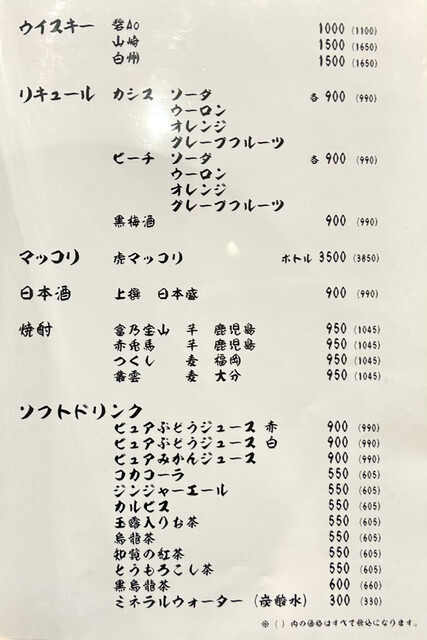 ウイスキー 碧Ao 1000 (1100)
山崎 1500 (1650)
白州 1500 (1650)
リキュール カシス ソーダ 各 900 (990)
ウーロン
オレンジ
グレープフルーツ
ピーチ ソーダ 各 900 (990)
ウーロン
オレンジ
グレープフルーツ
黒梅酒 900 (990)
マッコリ 虎マッコリ ボトル 3500 (3850)
日本酒 上撰 日本盛 900 (990)
焼酎 富乃宝山 芋 鹿児島 950 (1045)
赤兎馬 芋 鹿児島 950 (1045)
つくし 麦 福岡 950 (1045)
兼雲 麦 大分 950 (1045)
ソフトドリンク
ピュアぶどうジュース 赤 900 (990)
ピュアぶどうジュース 白 900 (990)
ピュアみかんジュース 900 (990)
コカコーラ 550 (605)
ジンジャーエール 550 (605)
カルピス 550 (605)
玉露入りお茶 550 (605)
烏龍茶 550 (605)
知覧の紅茶 550 (605)
とうもろこし茶 550 (605)
黒烏龍茶 600 (660)
ミネラルウォーター (炭酸水) 300 (330)
※ ( ) 内の価格はすべて税込になります。